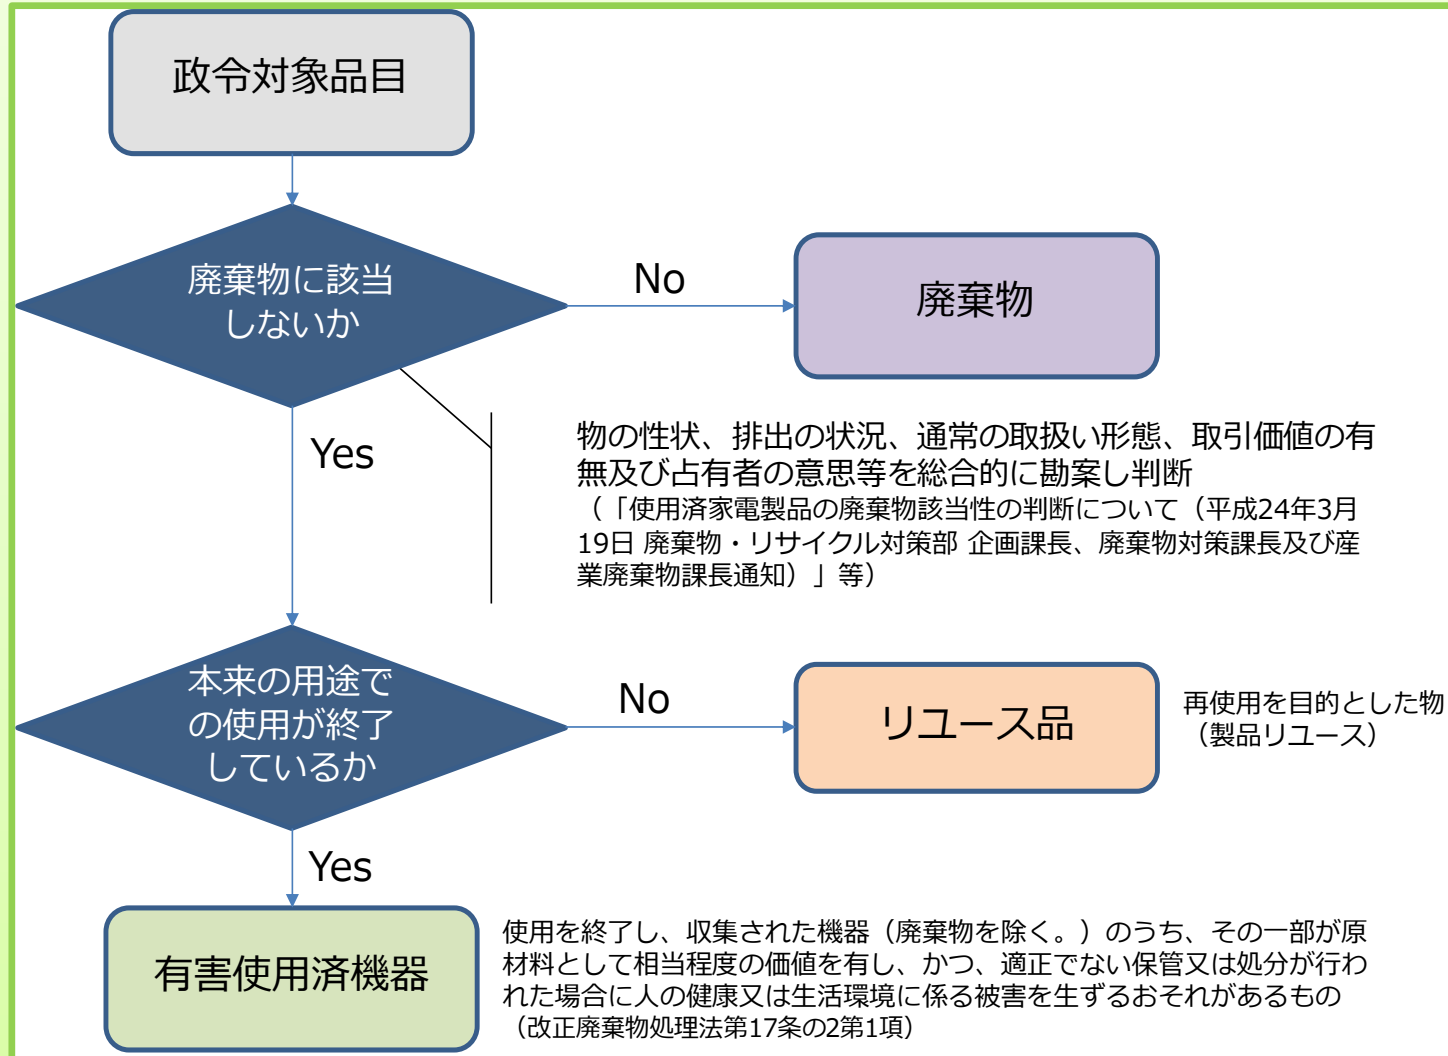 政令対象品目
廃棄物に該当
しないか
No
廃棄物
Yes
物の性状、排出の状況、通常の取扱い形態、取引価値の有
無及び占有者の意思等を総合的に勘案し判断
（「使用済家電製品の廃棄物該当性の判断について（平成24年3月
19日 廃棄物・リサイクル対策部 企画課長、廃棄物対策課長及び産
業廃棄物課長通知）」等）
本来の用途で
の使用が終了
しているか
No
リユース品
再使用を目的とした物
（製品リユース）
Yes
有害使用済機器
使用を終了し、収集された機器（廃棄物を除く。）のうち、その一部が原
材料として相当程度の価値を有し、かつ、適正でない保管又は処分が行わ
れた場合に人の健康又は生活環境に係る被害を生ずるおそれがあるもの
（改正廃棄物処理法第17条の2第1項）